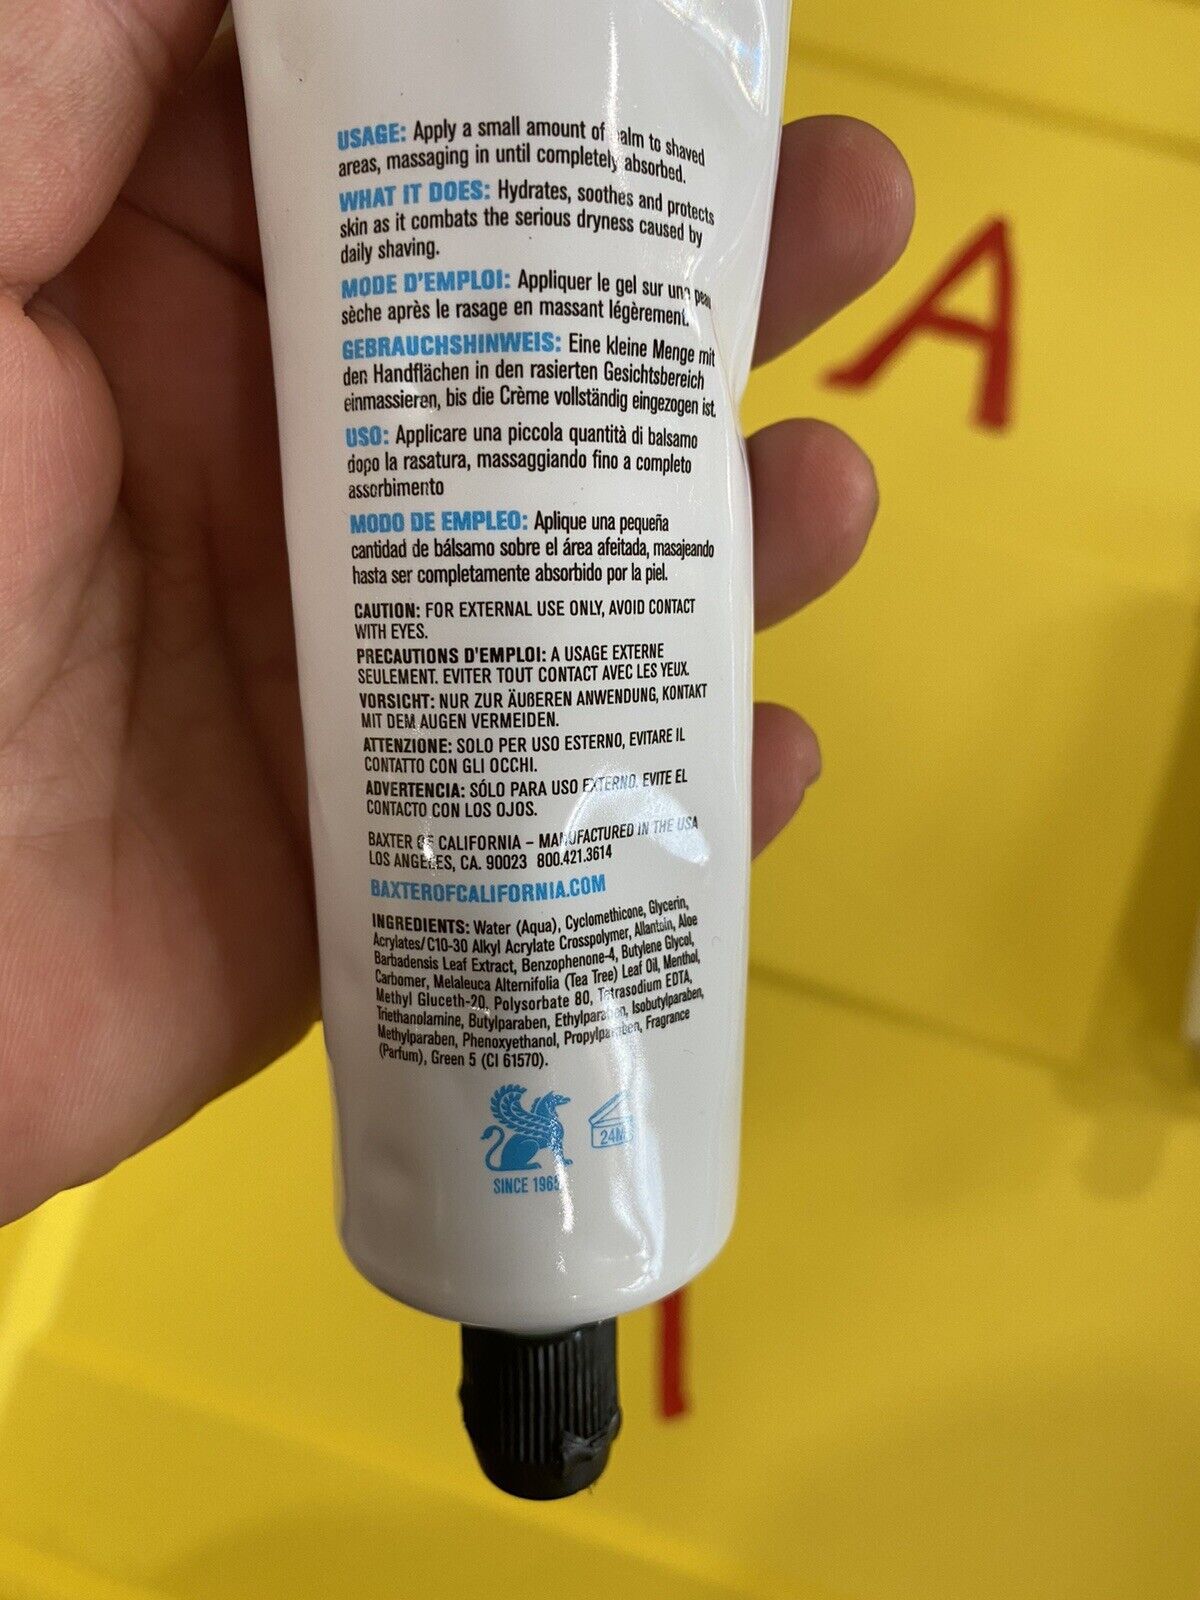 USAGE: Apply a small amount of balm to shaved
areas, massaging in until completely absorbed.
WHAT IT DOES: Hydrates, soothes and protects
skin as it combats the serious dryness caused by
daily shaving.
MODE D'EMPLOI: Appliquer le gel sur une peau
sèche après le rasage en massant légèrement.
GEBRAUCHSHINWEIS: Eine kleine Menge mit
den Handflächen in den rasierten Gesichtsbereich
einmassieren, bis die Crème vollständig eingezogen ist.
USO: Applicare una piccola quantità di balsamo
dopo la rasatura, massaggiando fino a completo
assorbimento
MODO DE EMPLEO: Aplique una pequeña
cantidad de bálsamo sobre el área afeitada, masajeando
hasta ser completamente absorbido por la piel.
CAUTION: FOR EXTERNAL USE ONLY, AVOID CONTACT
WITH EYES.
PRECAUTIONS D'EMPLOI: A USAGE EXTERNE
SEULEMENT. EVITER TOUT CONTACT AVEC LES YEUX.
VORSICHT: NUR ZUR ÄUßEREN ANWENDUNG, KONTAKT
MIT DEM AUGEN VERMEIDEN.
ATTENZIONE: SOLO PER USO ESTERNO, EVITARE IL
CONTATTO CON GLI OCCHI.
ADVERTENCIA: SÓLO PARA USO EXTERNO. EVITE EL
CONTACTO CON LOS OJOS.
BAXTER OF CALIFORNIA – MANUFACTURED IN THE USA
LOS ANGELES, CA. 90023 800.421.3614
BAXTEROFCALIFORNIA.COM
INGREDIENTS: Water (Aqua), Cyclomethicone, Glycerin,
Acrylates/C10-30 Alkyl Acrylate Crosspolymer, Allantoin, Aloe
Barbadensis Leaf Extract, Benzophenone-4, Butylene Glycol,
Carbomer, Melaleuca Alternifolia (Tea Tree) Leaf Oil, Menthol,
Methyl Gluceth-20, Polysorbate 80, Tetrasodium EDTA,
Triethanolamine, Butylparaben, Ethylparaben, Isobutylparaben,
Methylparaben, Phenoxyethanol, Propylparaben, Fragrance
(Parfum), Green 5 (CI 61570).
24M
SINCE 1965
A